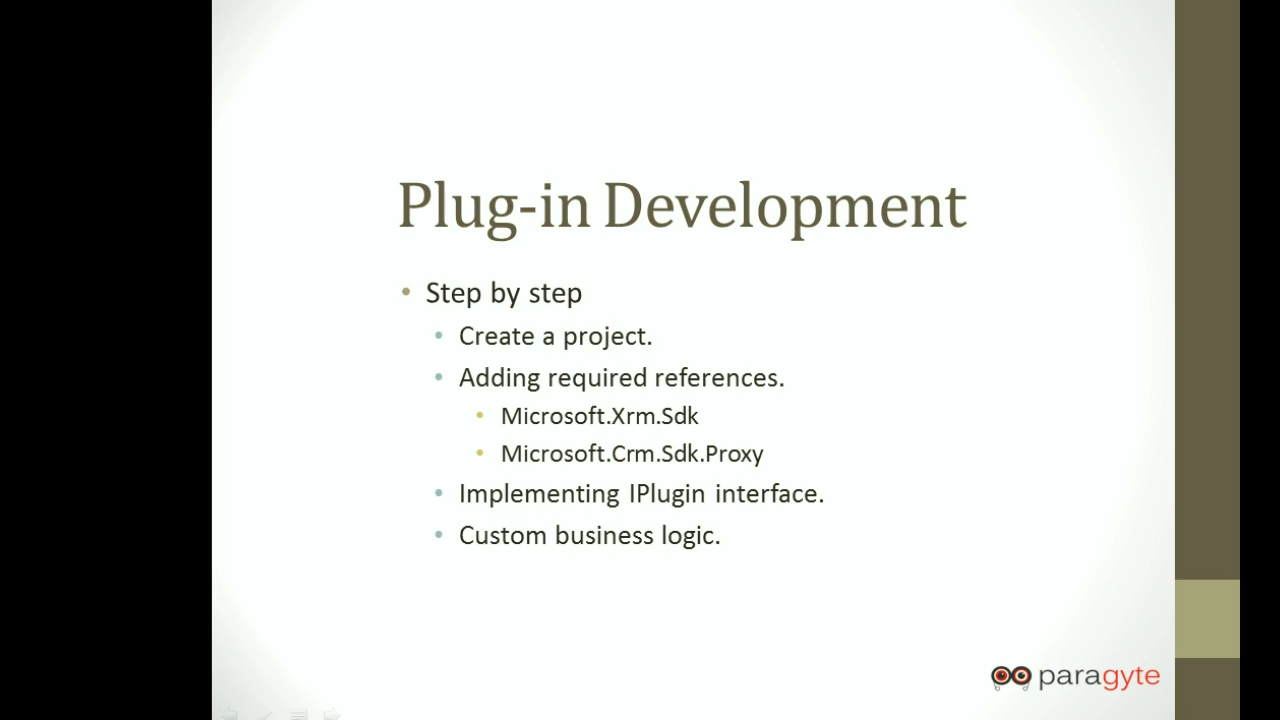 Plug-in Development
• Step by step
• Create a project.
• Adding required references.
• Microsoft.Xrm.Sdk
• Microsoft.Crm.Sdk.Proxy
• Implementing IPlugin interface.
• Custom business logic.
paragyte